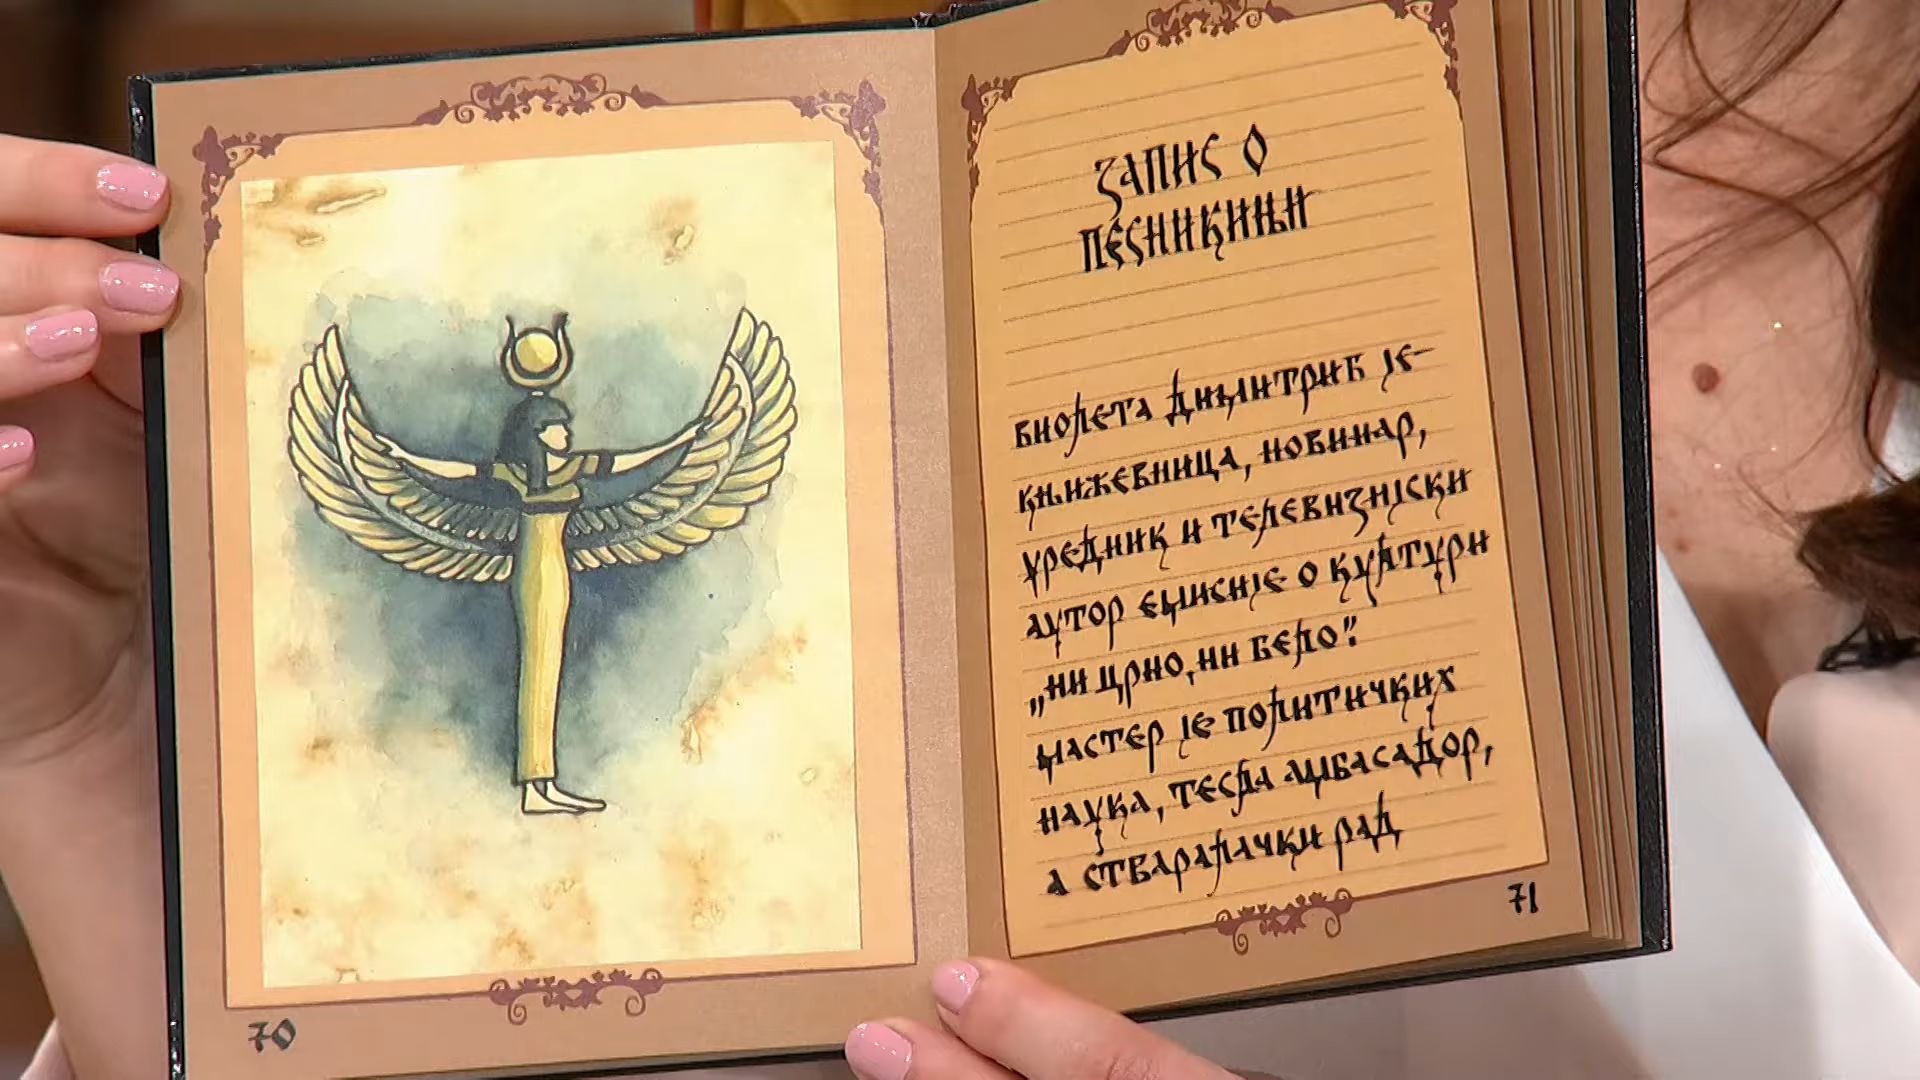 ЗАПИС О
ПЕСНИКИЊИ
ВИОЛЕТА ДИМИТРИЋ ЈЕ
КЊИЖЕВНИЦА, НОВИНАР,
УРЕДНИК И ТЕЛЕВИЗИЈСКИ
АУТОР ЕМИСИЈЕ О КУЛТУРИ
„НИ ЦРНО, НИ БЕЛО”.
МАСТЕР ЈЕ ПОЛИТИЧКИХ
НАУКА, ТЕСЛА АМБАСАДОР,
А СТВАРАЛАЧКИ РАД
70
71